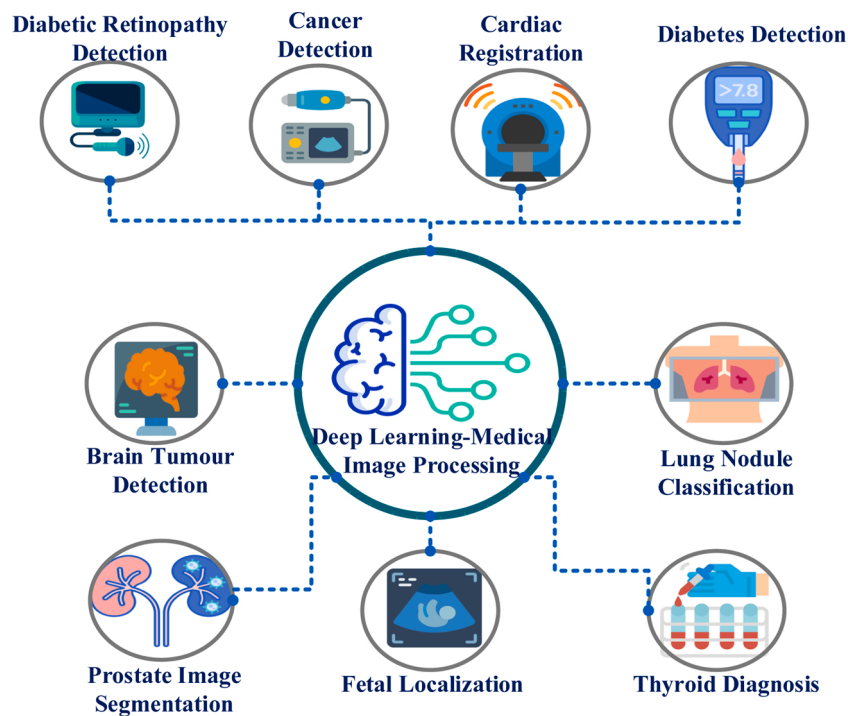 Diabetic Retinopathy
Detection
Cancer
Detection
Cardiac
Registration
Diabetes Detection
>7.8
Deep Learning-Medical
Image Processing
Brain Tumour
Detection
Lung Nodule
Classification
Prostate Image
Segmentation
Fetal Localization
Thyroid Diagnosis